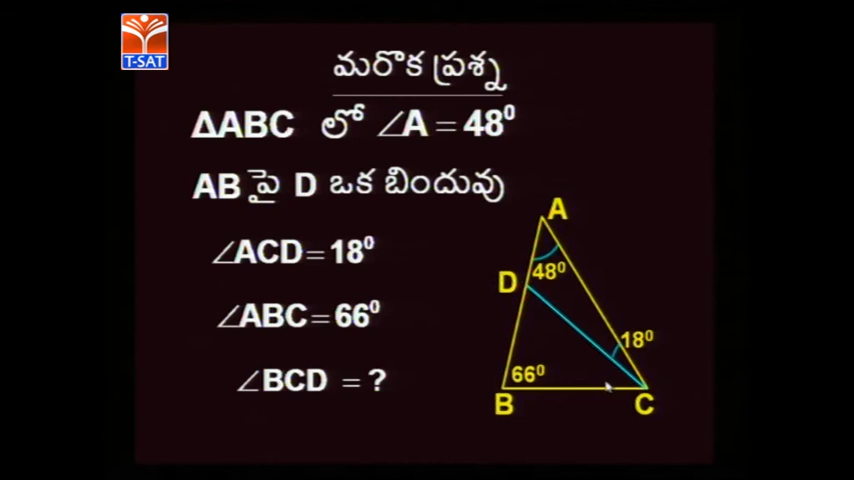 T-SAT
మరొక ప్రశ్న
ΔABC లో ∠A = 48⁰
AB పై D ఒక బిందువు
∠ACD = 18⁰
∠ABC = 66⁰
∠BCD = ?
A
48⁰
D
18⁰
66⁰
B
C